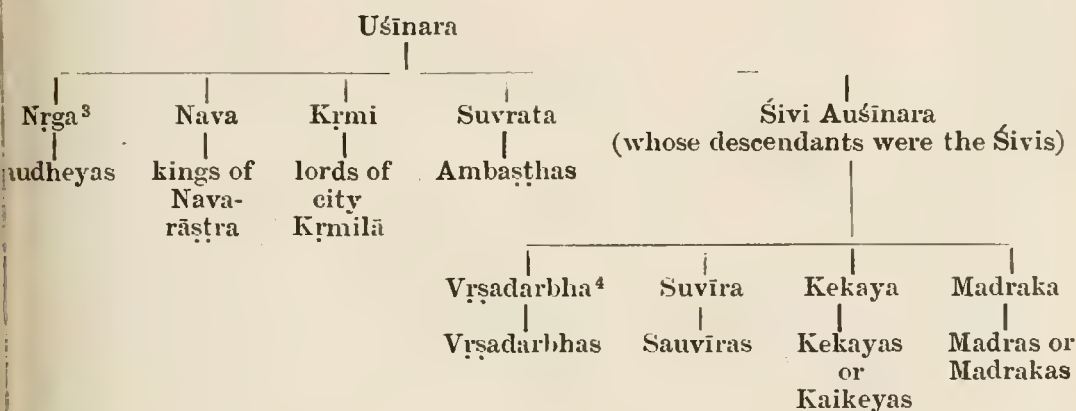 Uśīnara
Nṛga³ Nava Kṛmi Suvrata Śivi Auśīnara
(whose descendants were the Śivis)
audheyas kings of lords of Ambaṣṭhas
Nava- city
rāṣṭra Kṛmilā
Vṛṣadarbha⁴ Suvīra Kekaya Madraka
Vṛṣadarbhas Sauvīras Kekayas Madras or
or Madrakas
Kaikeyas